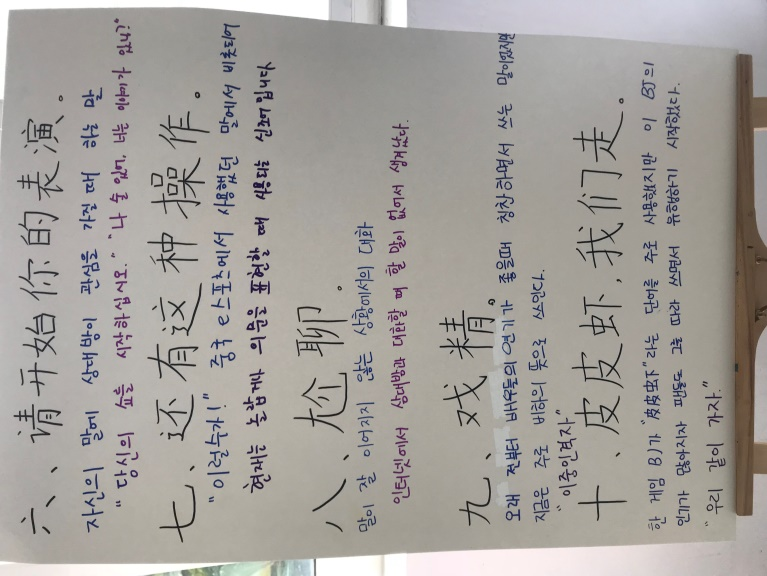 六、请开始你的表演。
자신의 말에 상대방이 관심을 가질 때 하는 말
"당신의 쇼를 시작하십시오." "나 술 있어, 너는 이야기가 있어?"
七、还有这种操作。
"이럴수가!" 중국 e스포츠에서 사용했던 말에서 비롯되어
현재는 놀랍게 의문을 표현할 때 사용되는 신조어입니다.
八、尬聊。
말이 잘 이어지지 않는 상황에서의 대화
인터넷에서 상대방과 대화할 때 할 말이 없어서 생겨났다.
九、戏精。
오래 전부터 배우들의 연기가 좋을때 칭찬하면서 쓰는 말이었지만
지금은 주로 비하의 뜻으로 쓰인다.
"이중인격자"
十、皮皮虾,我们走。
한 게임 BJ가 "皮皮虾"라는 단어를 주로 사용했지만 이 BJ의
인기가 많아지자 팬들도 그를 따라 쓰면서 유행하기 시작했다.
"우리 같이 가자."